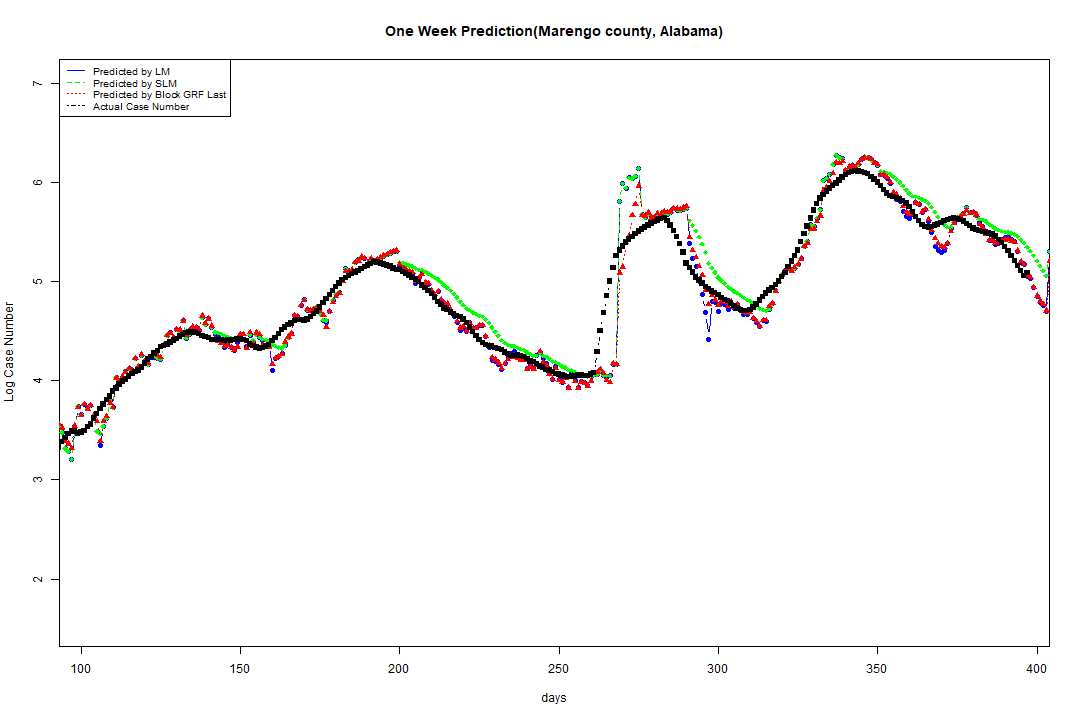 One Week Prediction(Marengo county, Alabama)
Predicted by LM
Predicted by SLM
Predicted by Block GRF Last
Actual Case Number
7
6
5
4
3
2
Log Case Number
100 150 200 250 300 350 400
days